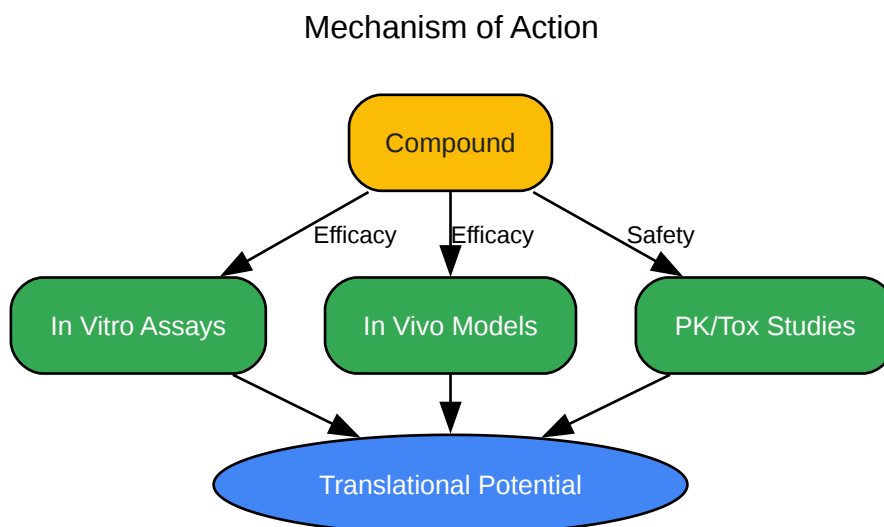 Mechanism of Action
Compound
Efficacy
Efficacy
Safety
In Vitro Assays
In Vivo Models
PK/Tox Studies
Translational Potential